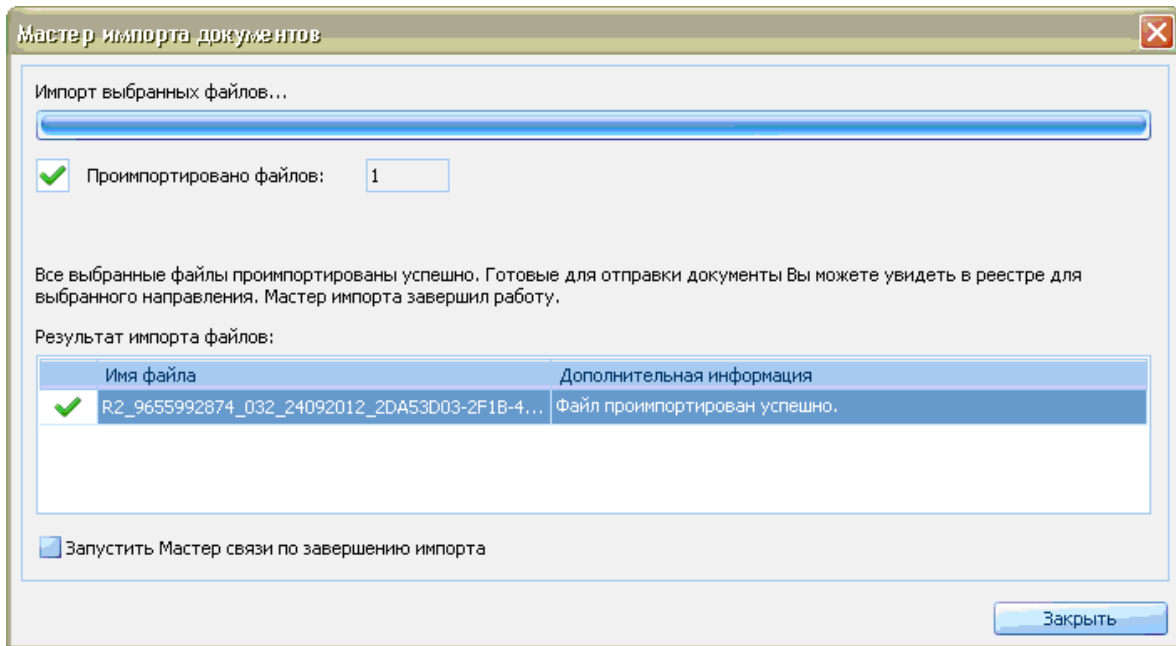 Мастер импорта документов
Импорт выбранных файлов...
Проимпортировано файлов: 1
Все выбранные файлы проимпортированы успешно. Готовые для отправки документы Вы можете увидеть в реестре для
выбранного направления. Мастер импорта завершил работу.
Результат импорта файлов:
Имя файла Дополнительная информация
R2_9655992874_032_24092012_2DA53D03-2F1B-4... Файл проимпортирован успешно.
Запустить Мастер связи по завершению импорта
Закрыть